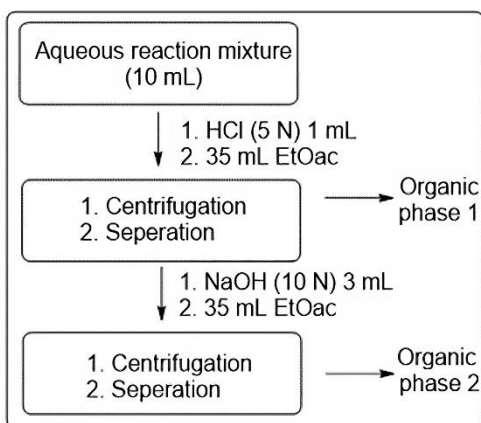 Aqueous reaction mixture
(10 mL)
1. HCl (5 N) 1 mL
2. 35 mL EtOac
1. Centrifugation
2. Seperation
Organic
phase 1
1. NaOH (10 N) 3 mL
2. 35 mL EtOac
1. Centrifugation
2. Seperation
Organic
phase 2